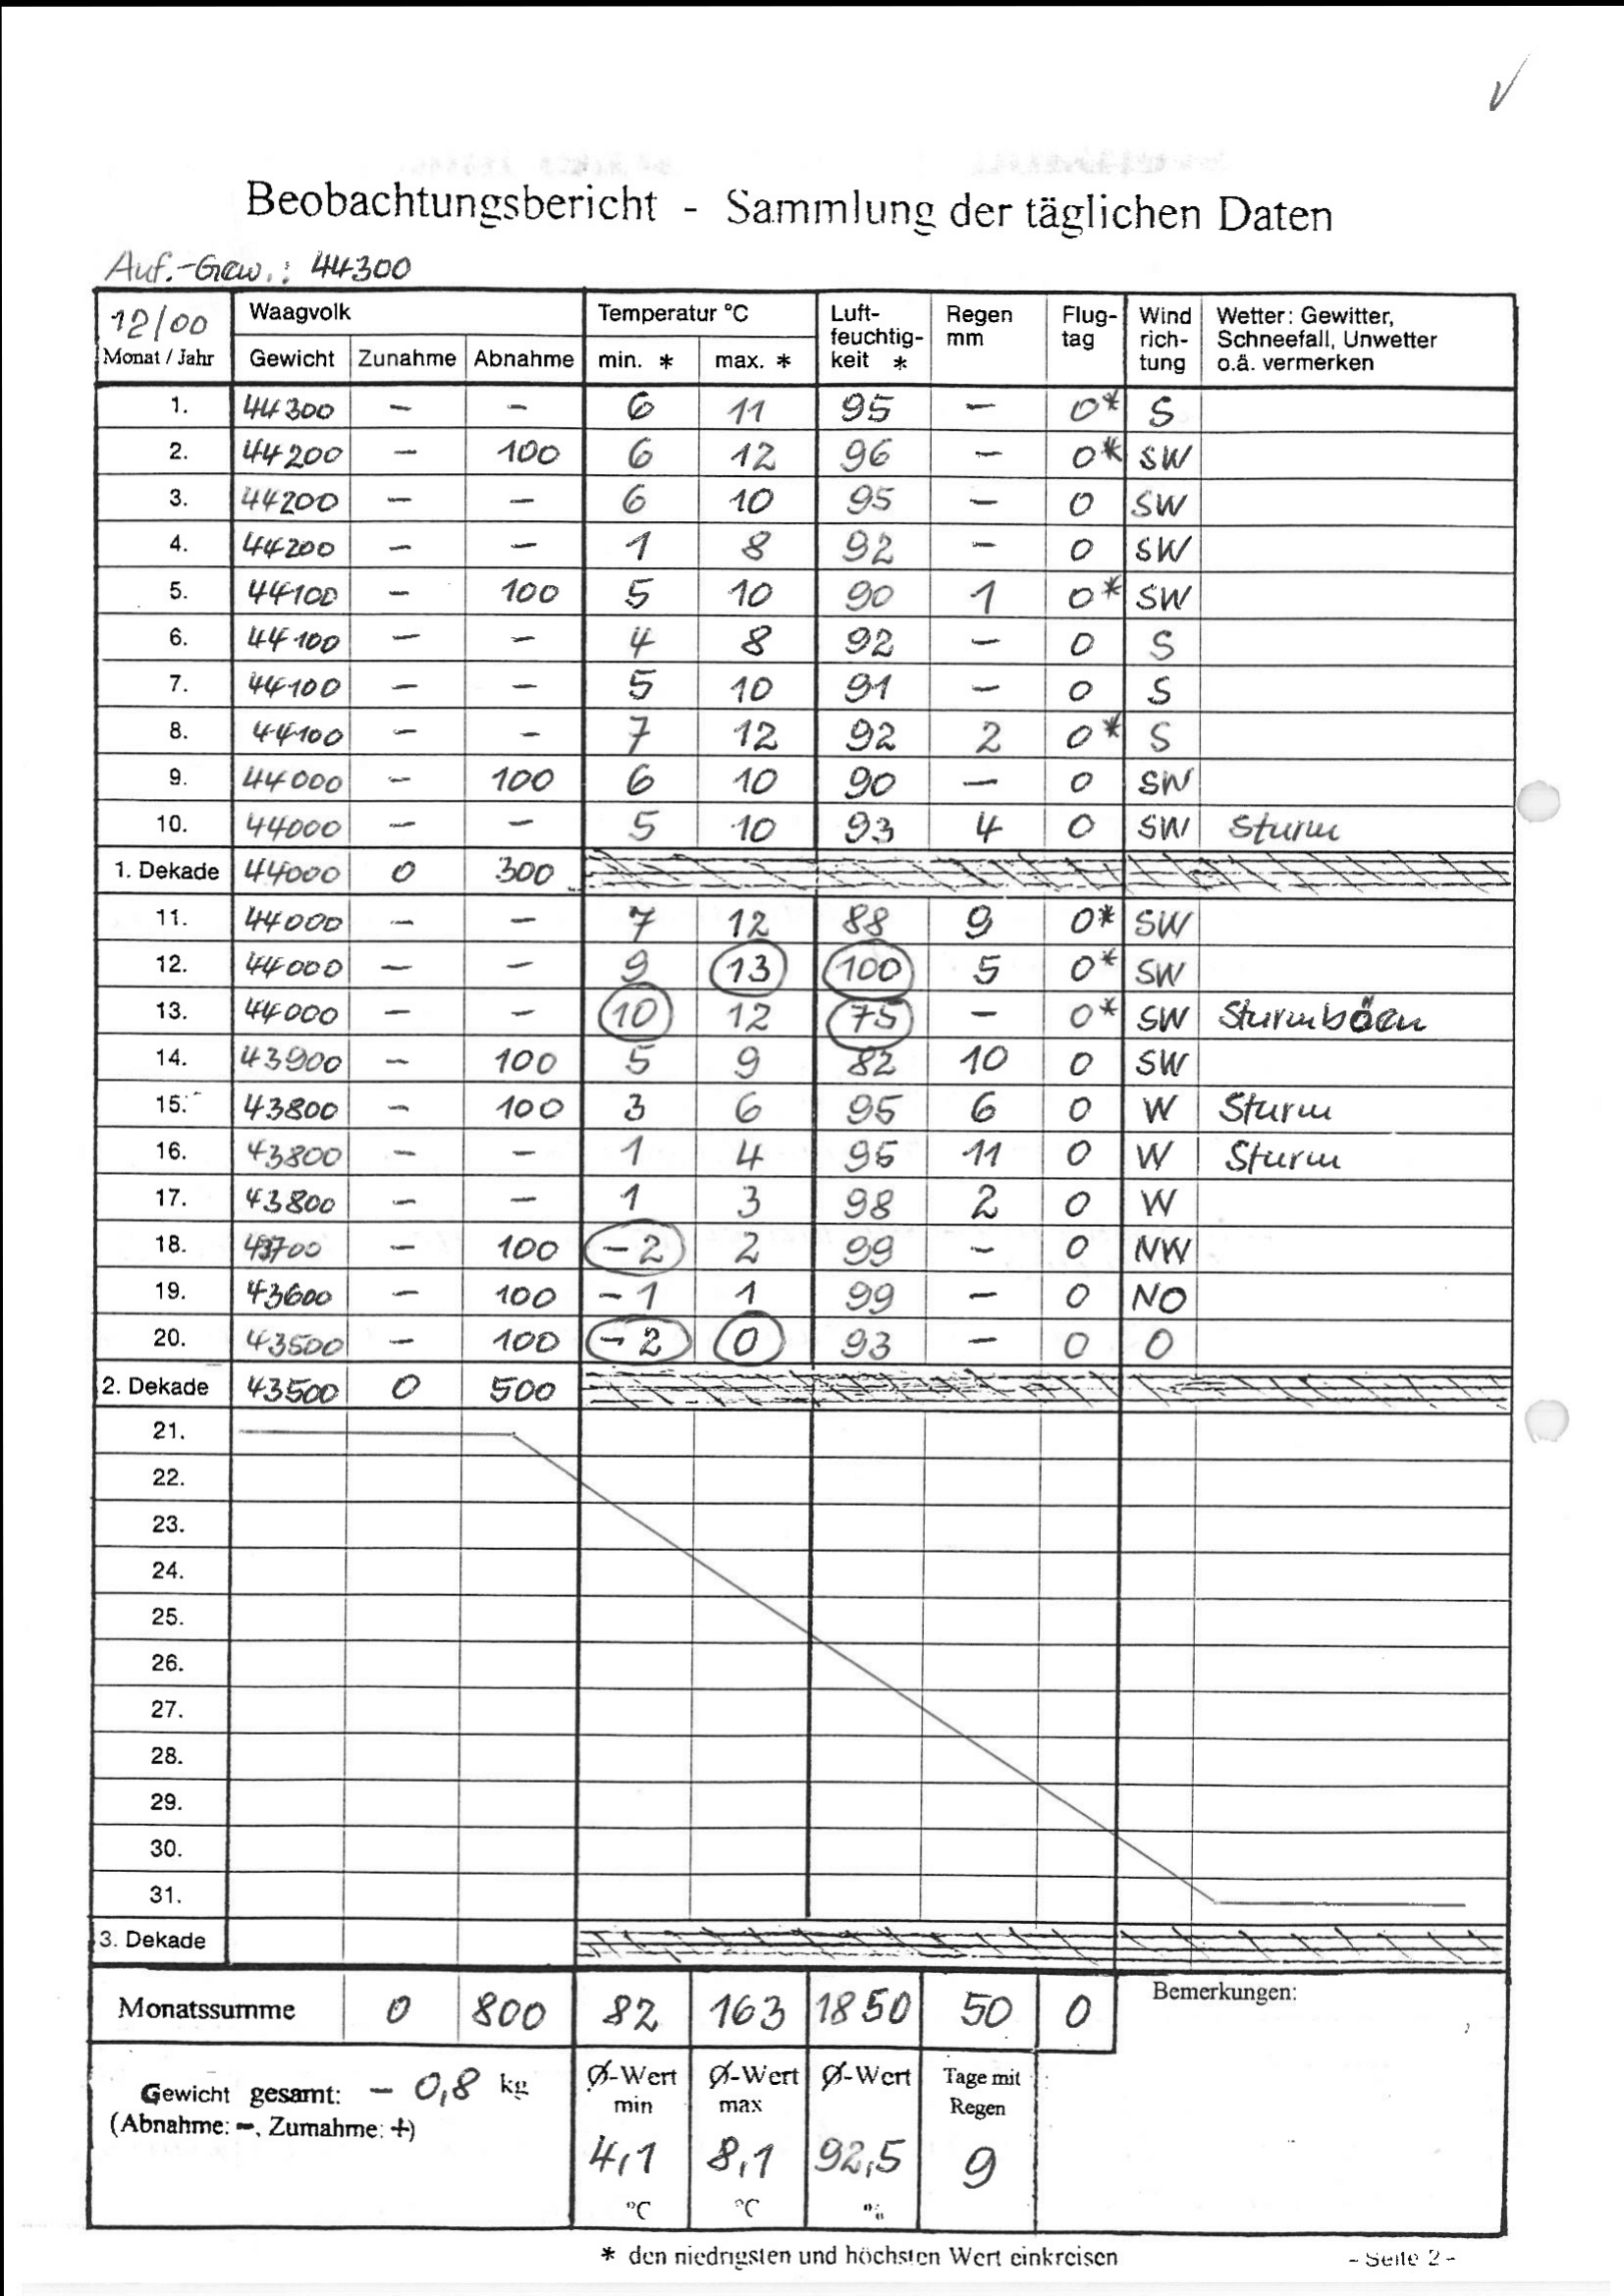 Beobachtungsbericht - Sammlung der täglichen Daten
Auf.-Gew.: 44300
12/00 Waagvolk Temperatur °C Luft- Regen Flug- Wind Wetter: Gewitter,
feuchtig- mm tag rich- Schneefall, Unwetter
Monat / Jahr Gewicht Zunahme Abnahme min. * max. * keit * tung o.ä. vermerken
1. 44300 - - 6 11 95 - 0* S
2. 44200 - 100 6 12 96 - 0* SW
3. 44200 - - 6 10 95 - 0 SW
4. 44200 - - 1 8 92 - 0 SW
5. 44100 - 100 5 10 90 1 0* SW
6. 44100 - - 4 8 92 - 0 S
7. 44100 - - 5 10 91 - 0 S
8. 44100 - - 7 12 92 2 0* S
9. 44000 - 100 6 10 90 - 0 SW
10. 44000 - - 5 10 93 4 0 SW Sturm
1. Dekade 44000 0 300
11. 44000 - - 7 12 88 9 0* SW
12. 44000 - - 9 13 100 5 0* SW
13. 44000 - - 10 12 75 - 0* SW Sturmböen
14. 43900 - 100 5 9 82 10 0 SW
15. 43800 - 100 3 6 95 6 0 W Sturm
16. 43800 - - 1 4 95 11 0 W Sturm
17. 43800 - - 1 3 98 2 0 W
18. 43700 - 100 -2 2 99 - 0 NW
19. 43600 - 100 -1 1 99 - 0 NO
20. 43500 - 100 -2 0 93 - 0 O
2. Dekade 43500 0 500
21.
22.
23.
24.
25.
26.
27.
28.
29.
30.
31.
3. Dekade
Monatssumme 0 800 82 163 1850 50 0 Bemerkungen:
Gewicht gesamt: - 0,8 kg Ø-Wert Ø-Wert Ø-Wert Tage mit
(Abnahme: -, Zumahme: +) min max Regen
4,1 8,1 92,5 9
°C °C %
* den niedrigsten und höchsten Wert einkreisen - Seite 2 -